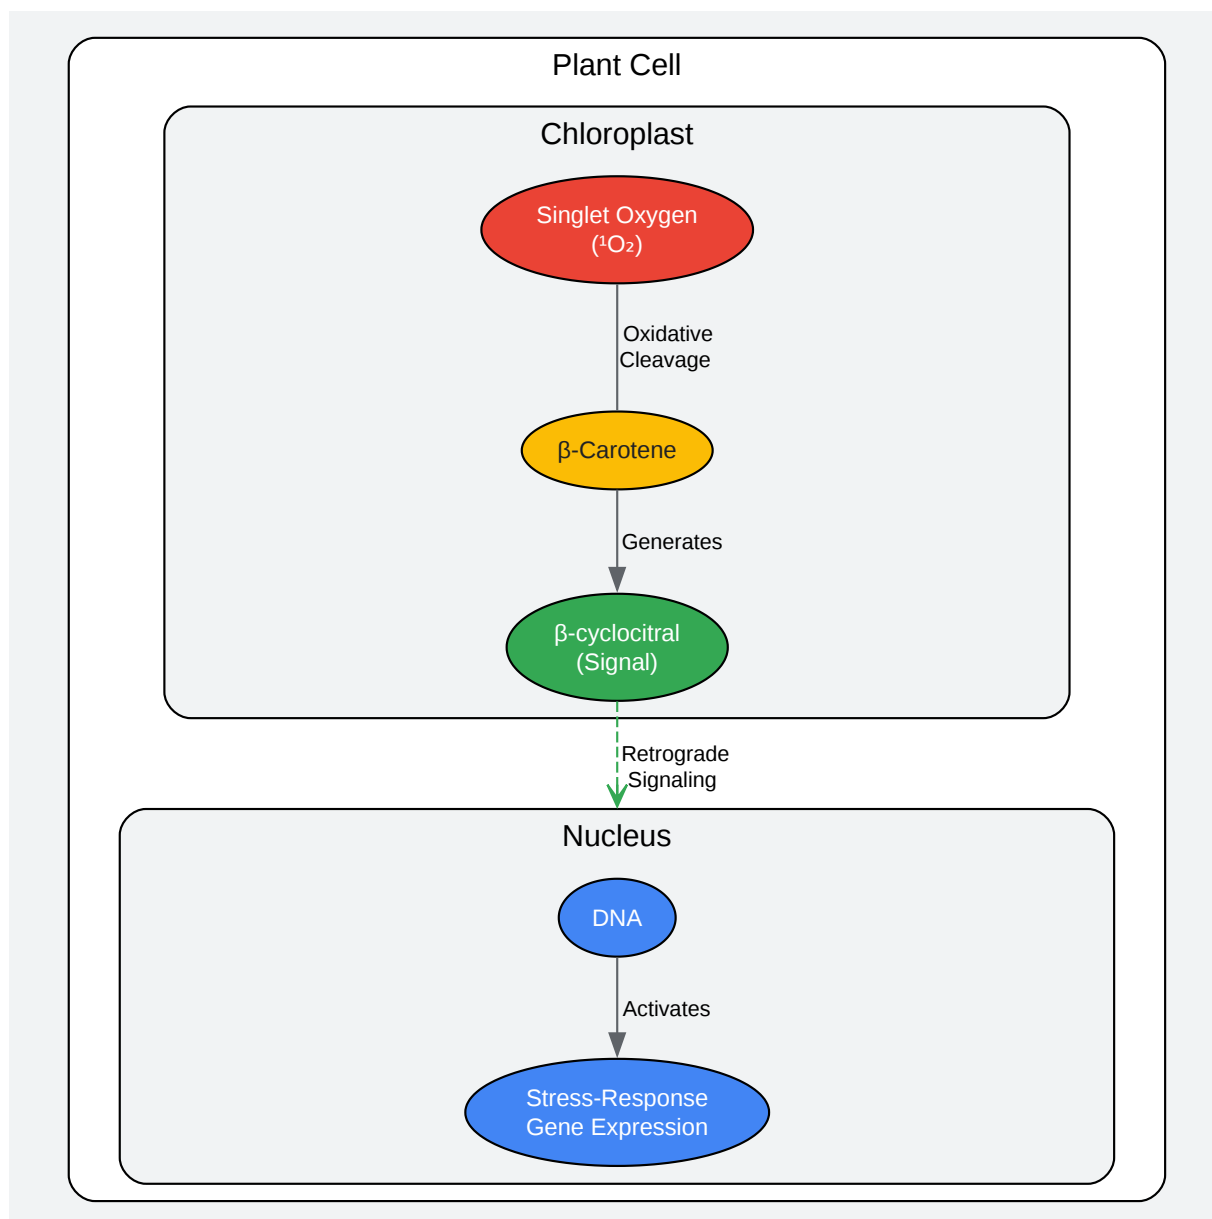 Plant Cell
Chloroplast
Singlet Oxygen
(¹O₂)
Oxidative
Cleavage
β-Carotene
Generates
β-cyclocitral
(Signal)
Retrograde
Signaling
Nucleus
DNA
Activates
Stress-Response
Gene Expression